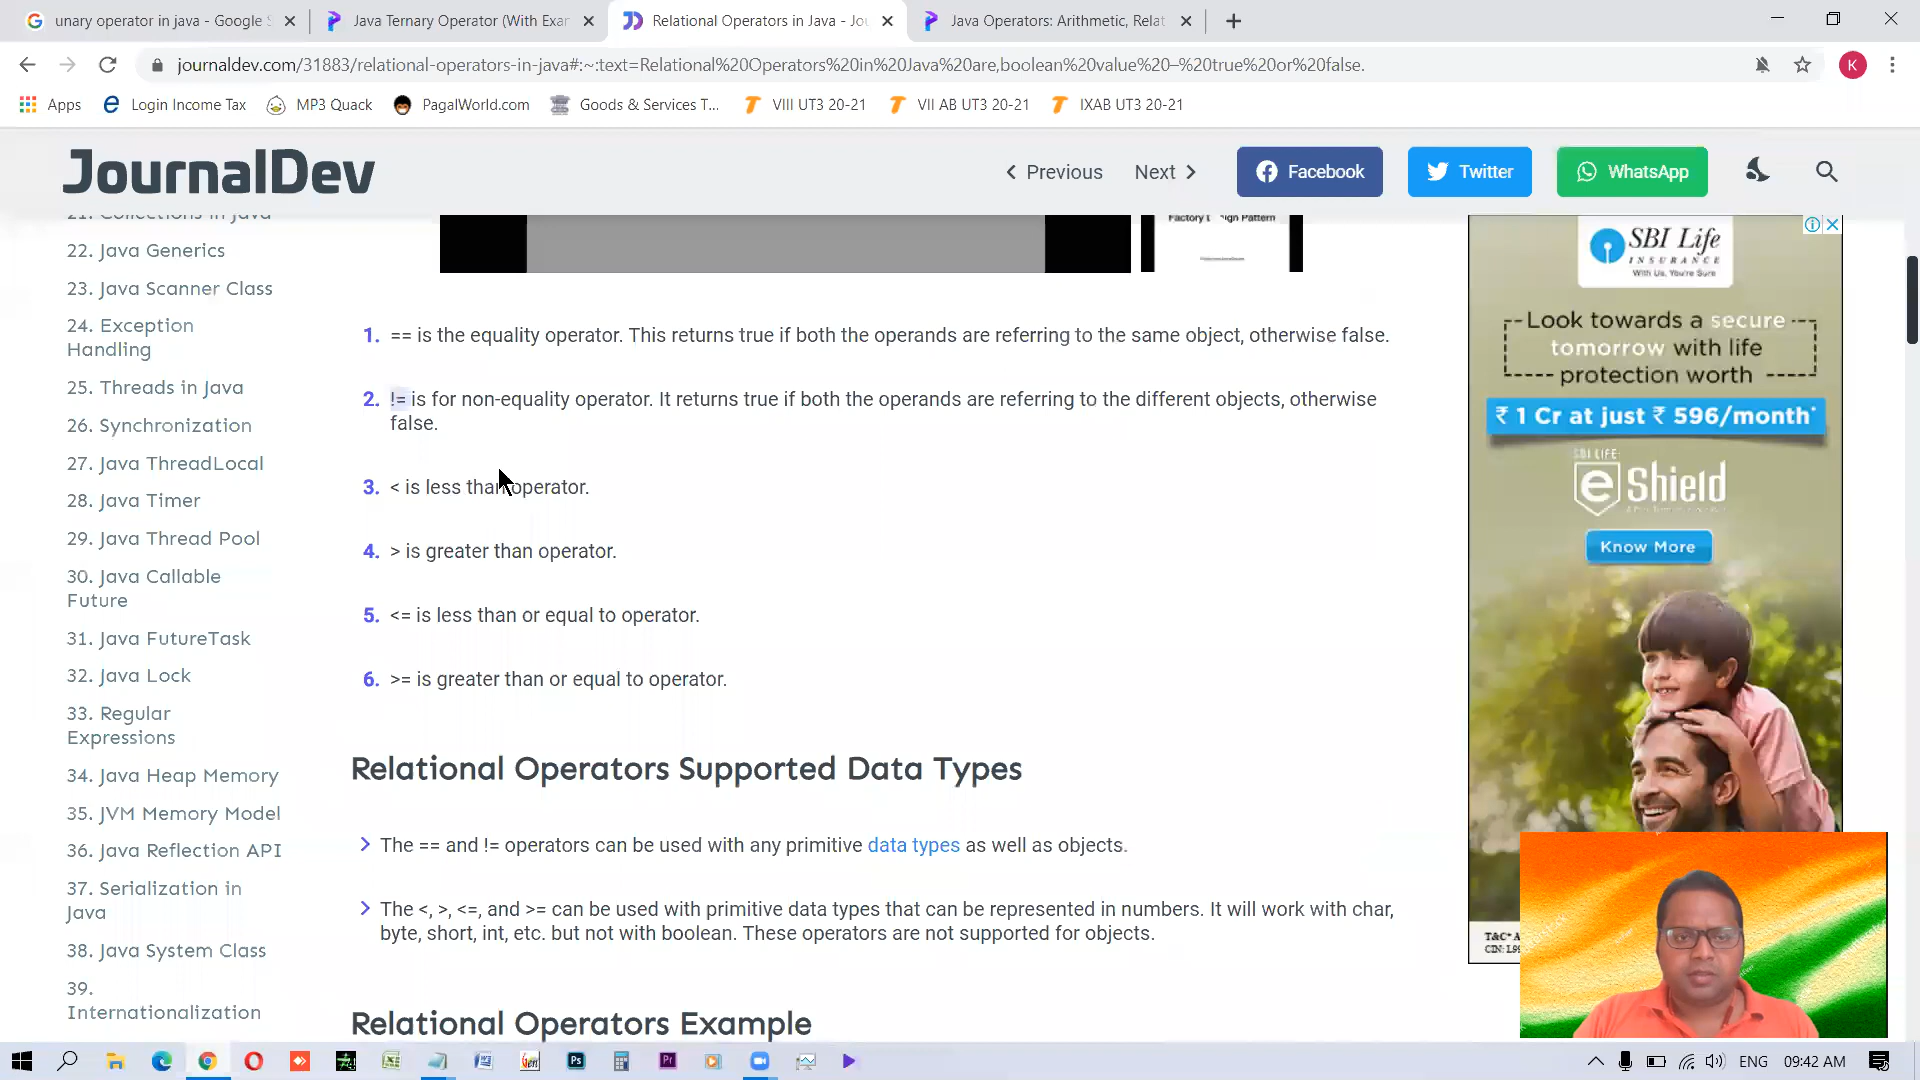 unary operator in java - Google S
Java Ternary Operator (With Exar
Relational Operators in Java - Jou
Java Operators: Arithmetic, Relat
journaldev.com/31883/relational-operators-in-java#:~:text=Relational%20Operators%20in%20Java%20are,boolean%20value%20–%20true%20or%20false.
K
Apps
Login Income Tax
MP3 Quack
PagalWorld.com
Goods & Services T...
VIII UT3 20-21
VII AB UT3 20-21
IXAB UT3 20-21
JournalDev
Previous
Next
Facebook
Twitter
WhatsApp
21. Collections in Java
22. Java Generics
23. Java Scanner Class
24. Exception
Handling
25. Threads in Java
26. Synchronization
27. Java ThreadLocal
28. Java Timer
29. Java Thread Pool
30. Java Callable
Future
31. Java FutureTask
32. Java Lock
33. Regular
Expressions
34. Java Heap Memory
35. JVM Memory Model
36. Java Reflection API
37. Serialization in
Java
38. Java System Class
39.
Internationalization
Pattern
1. == is the equality operator. This returns true if both the operands are referring to the same object, otherwise false.
2. != is for non-equality operator. It returns true if both the operands are referring to the different objects, otherwise
false.
3. < is less than operator.
4. > is greater than operator.
5. <= is less than or equal to operator.
6. >= is greater than or equal to operator.
Relational Operators Supported Data Types
The == and != operators can be used with any primitive data types as well as objects.
The <, >, <=, and >= can be used with primitive data types that can be represented in numbers. It will work with char,
byte, short, int, etc. but not with boolean. These operators are not supported for objects.
Relational Operators Example
SBI Life
INSURANCE
With Us, You're Sure
Look towards a secure
tomorrow with life
protection worth
₹ 1 Cr at just ₹ 596/month*
SBI LIFE
eShield
Know More
T&C* A
ENG
09:42 AM